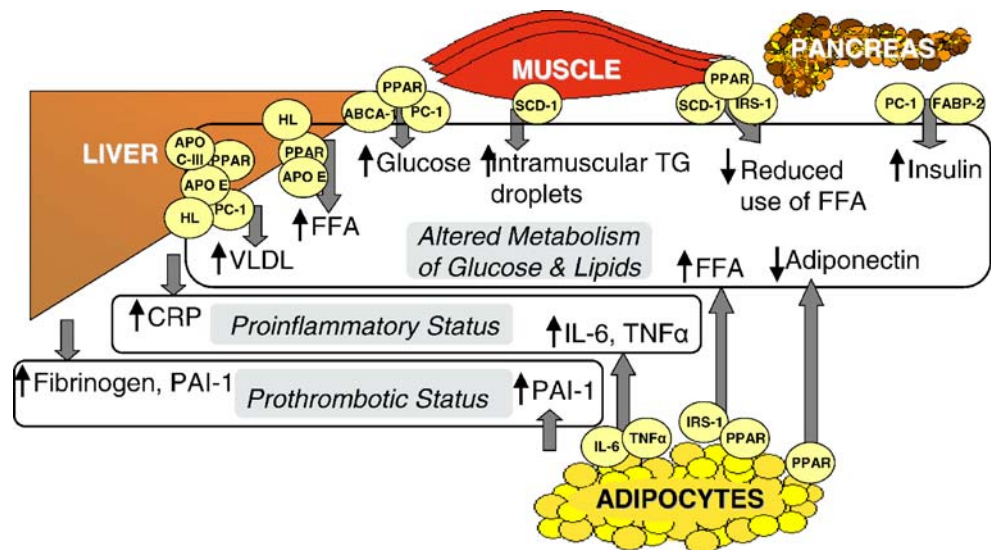 PANCREAS
MUSCLE
PPAR
ABCA-1
PC-1
SCD-1
PPAR
SCD-1
IRS-1
PC-1
FABP-2
LIVER
HL
APO
C-III
PPAR
APO E
PC-1
HL
PPAR
APO E
Glucose
Intramuscular TG
droplets
Reduced
use of FFA
Insulin
FFA
VLDL
Altered Metabolism
of Glucose & Lipids
FFA
Adiponectin
CRP
Proinflammatory Status
IL-6, TNFα
Fibrinogen, PAI-1
Prothrombotic Status
PAI-1
IL-6
TNFα
IRS-1
PPAR
PPAR
ADIPOCYTES